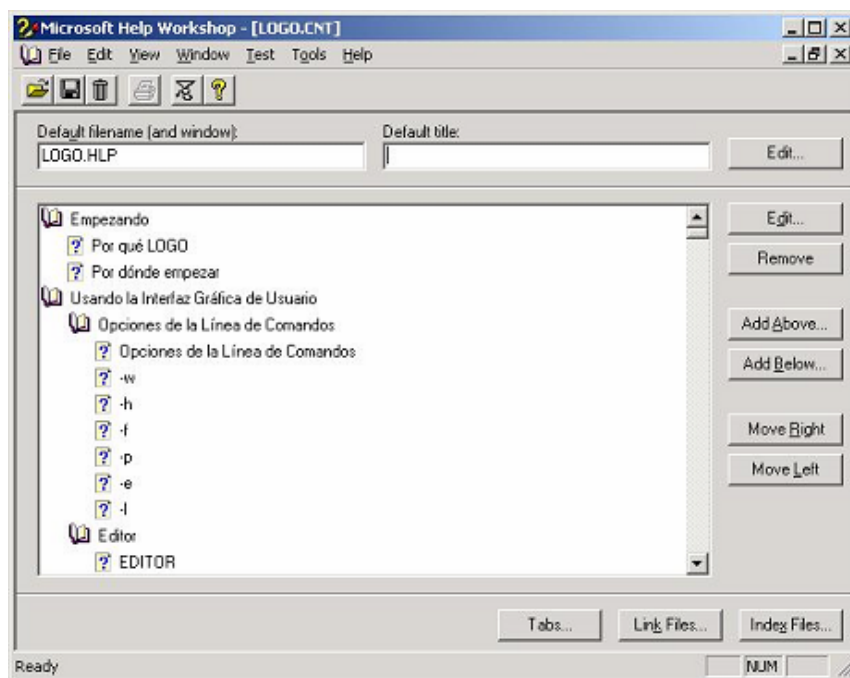 Microsoft Help Workshop - [LOGO.CNT]
File Edit View Window Test Tools Help
Default filename (and window): Default title:
LOGO.HLP
Edit...
Empezando
Por qué LOGO
Por dónde empezar
Usando la Interfaz Gráfica de Usuario
Opciones de la Línea de Comandos
Opciones de la Línea de Comandos
-w
-h
-f
-p
-e
-l
Editor
EDITOR
Edit...
Remove
Add Above...
Add Below...
Move Right
Move Left
Tabs... Link Files... Index Files...
Ready NUM